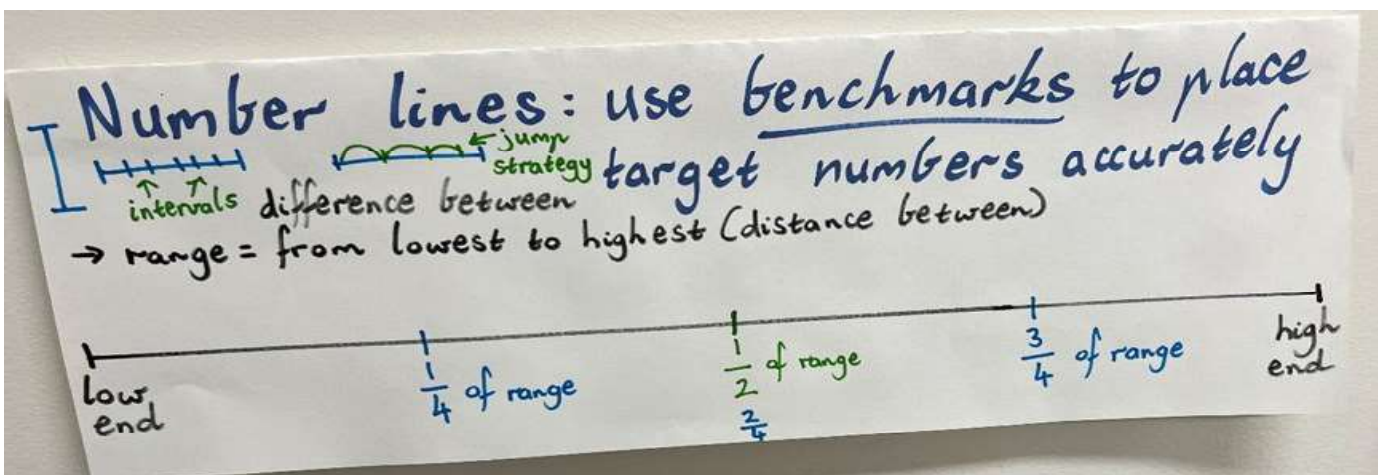 Number lines: use benchmarks to place
target numbers accurately
← jump
strategy
↑ ↑
intervals
difference between
→ range = from lowest to highest (distance between)
low end
1/4 of range
1/2 of range
2/4
3/4 of range
high end